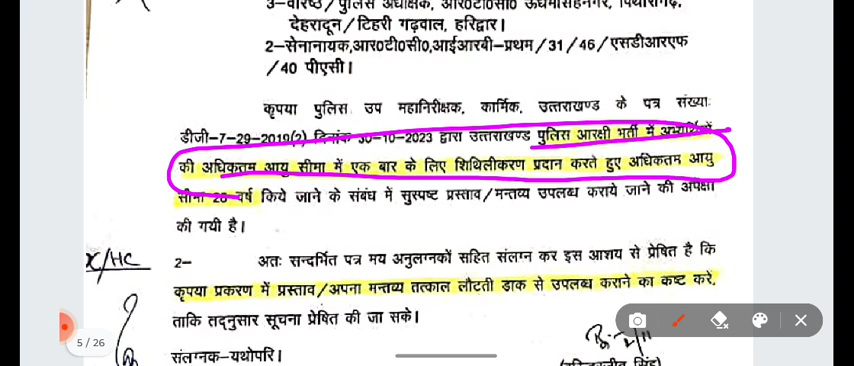 3-वरिष्ठ/पुलिस अधीक्षक, आर0टी0सी0 ऊधमसिंहनगर, पिथौरागढ़,
देहरादून/टिहरी गढ़वाल, हरिद्वार।
2-सेनानायक,आर0टी0सी0,आईआरबी-प्रथम/31/46/एसडीआरएफ
/40 पीएसी।
कृपया पुलिस उप महानिरीक्षक, कार्मिक, उत्तराखण्ड के पत्र संख्याः
डीजी-7-29-2019(2) दिनांक 30-10-2023 द्वारा उत्तराखण्ड पुलिस आरक्षी भर्ती में अभ्यर्थियों
की अधिकतम आयु सीमा में एक बार के लिए शिथिलीकरण प्रदान करते हुए अधिकतम आयु
सीमा 28 वर्ष किये जाने के संबंध में सुस्पष्ट प्रस्ताव/मन्तव्य उपलब्ध कराये जाने की अपेक्षा
की गयी है।
2- अतः सन्दर्भित पत्र मय अनुलग्नकों सहित संलग्न कर इस आशय से प्रेषित है कि
कृपया प्रकरण में प्रस्ताव/अपना मन्तव्य तत्काल लौटती डाक से उपलब्ध कराने का कष्ट करें,
ताकि तद्नुसार सूचना प्रेषित की जा सके।
5 / 26
संलग्नक-यथोपरि।